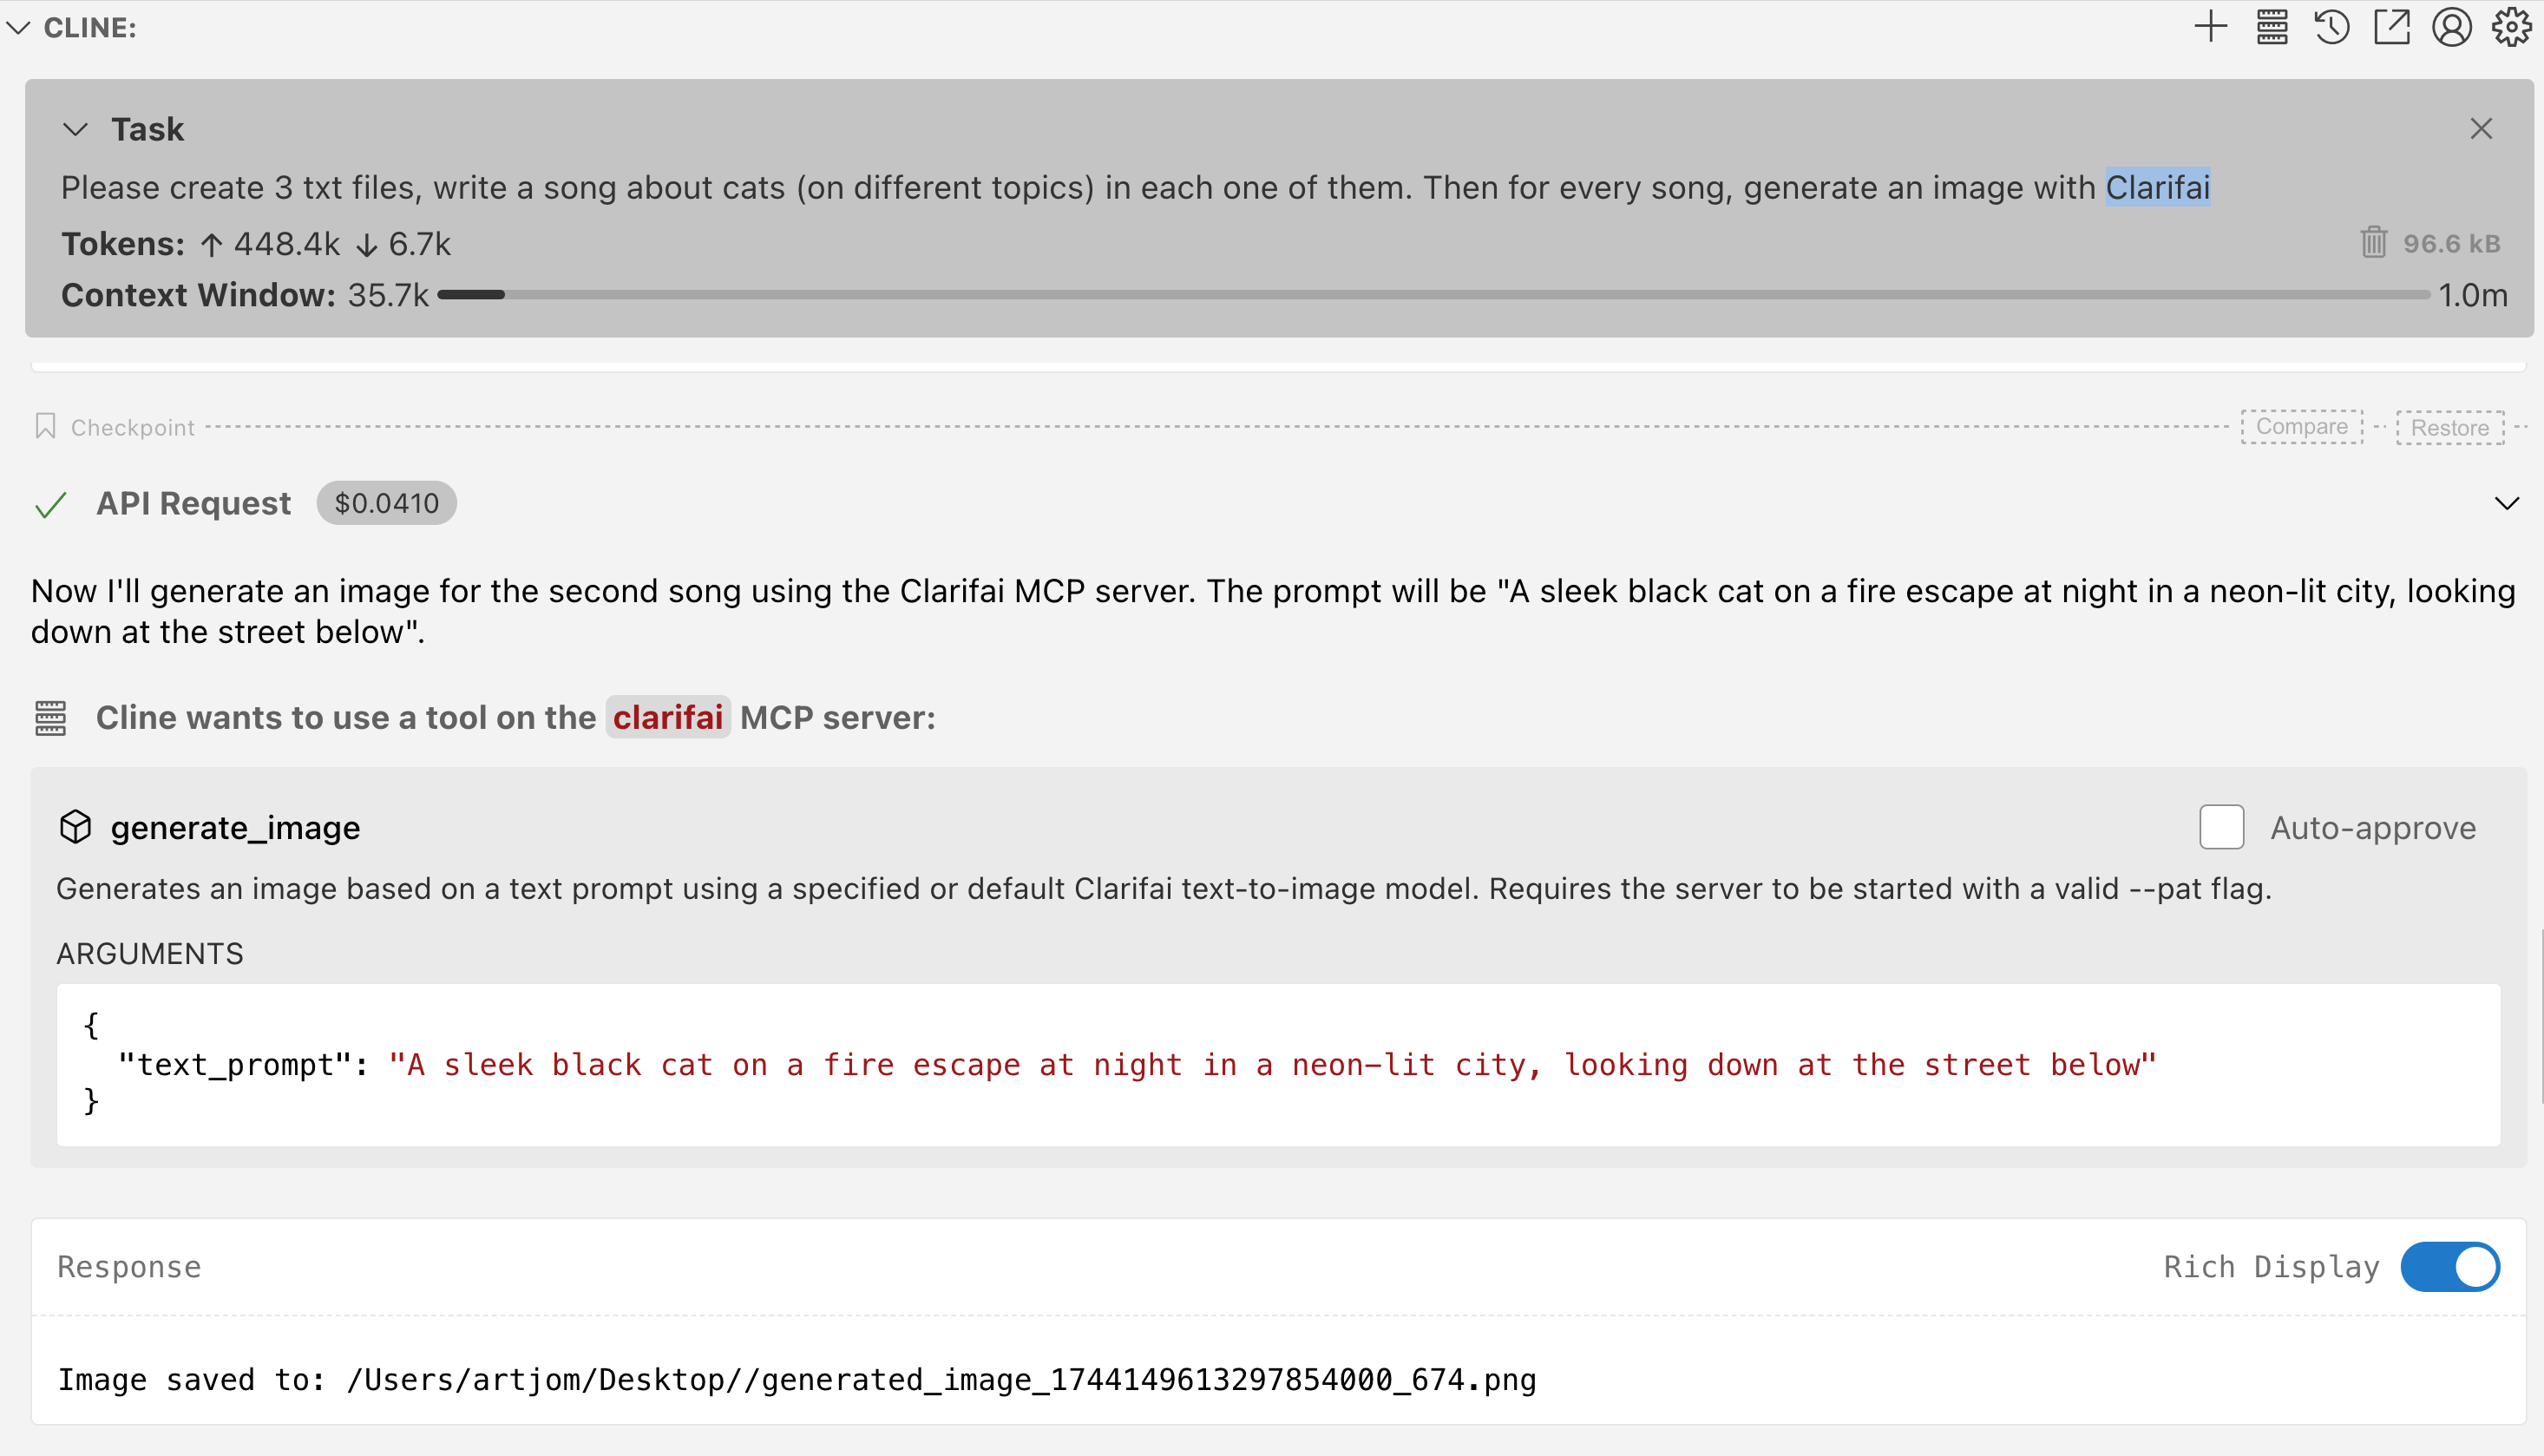 CLINE:
Task
Please create 3 txt files, write a song about cats (on different topics) in each one of them. Then for every song, generate an image with Clarifai
Tokens: ↑ 448.4k ↓ 6.7k
96.6 kB
Context Window: 35.7k 1.0m
Checkpoint
Compare
Restore
API Request $0.0410
Now I'll generate an image for the second song using the Clarifai MCP server. The prompt will be "A sleek black cat on a fire escape at night in a neon-lit city, looking
down at the street below".
Cline wants to use a tool on the clarifai MCP server:
generate_image
Auto-approve
Generates an image based on a text prompt using a specified or default Clarifai text-to-image model. Requires the server to be started with a valid --pat flag.
ARGUMENTS
{
"text_prompt": "A sleek black cat on a fire escape at night in a neon-lit city, looking down at the street below"
}
Response
Rich Display
Image saved to: /Users/artjom/Desktop//generated_image_1744149613297854000_674.png